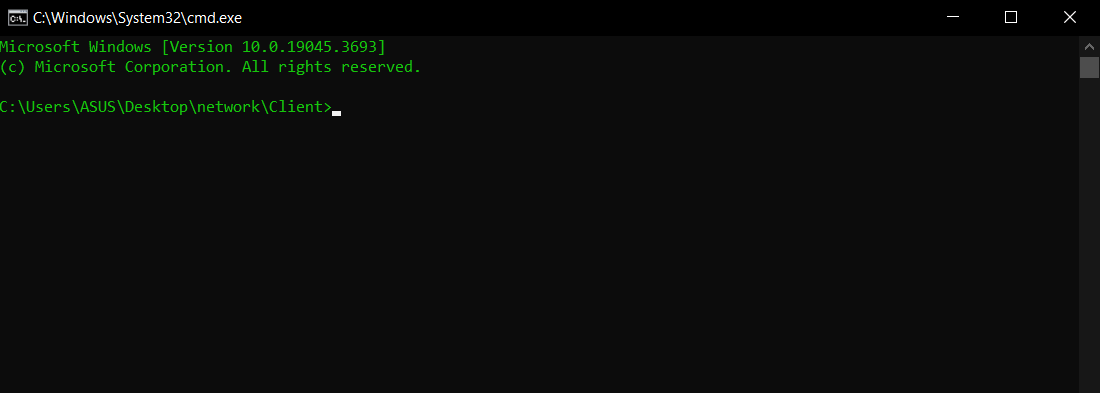 C:\Windows\System32\cmd.exe
Microsoft Windows [Version 10.0.19045.3693]
(c) Microsoft Corporation. All rights reserved.
C:\Users\ASUS\Desktop\network\Client>